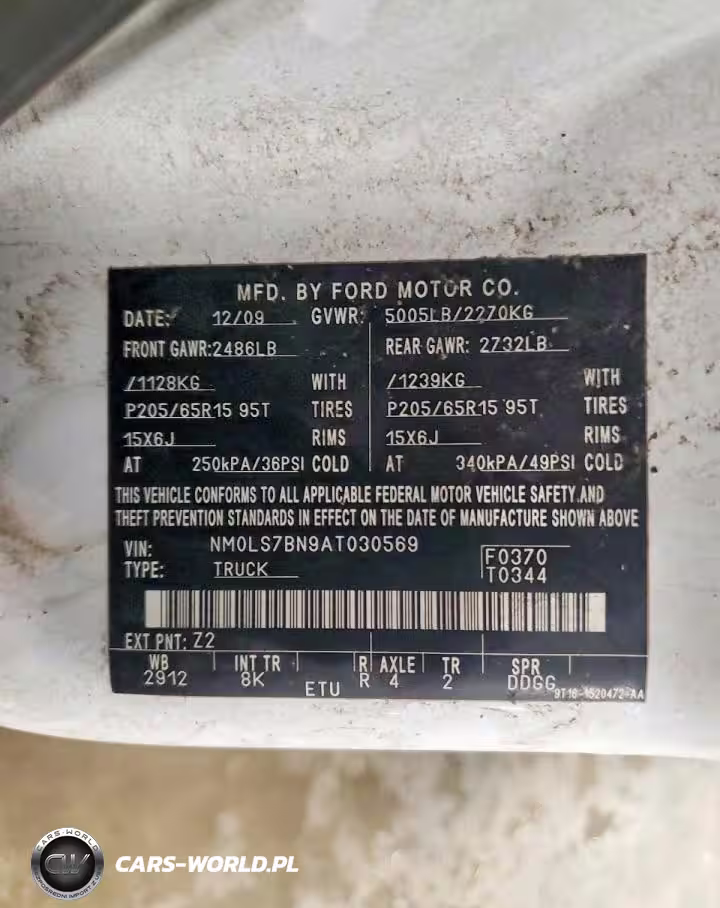 MFD. BY FORD MOTOR CO.
DATE: 12/09 GVWR: 5005LB/2270KG
FRONT GAWR: 2486LB REAR GAWR: 2732LB
/1128KG WITH /1239KG WITH
P205/65R15 95T TIRES P205/65R15 95T TIRES
15X6J RIMS 15X6J RIMS
AT 250kPA/36PSI COLD AT 340kPA/49PSI COLD
THIS VEHICLE CONFORMS TO ALL APPLICABLE FEDERAL MOTOR VEHICLE SAFETY AND
THEFT PREVENTION STANDARDS IN EFFECT ON THE DATE OF MANUFACTURE SHOWN ABOVE
VIN: NM0LS7BN9AT030569
TYPE: TRUCK
F0370
T0344
EXT PNT: Z2
WB INT TR R AXLE TR SPR
2912 8K R 4 2 DDGG
ETU
9T16-1520472-AA
CARS-WORLD
CW
CARS-WORLD.PL